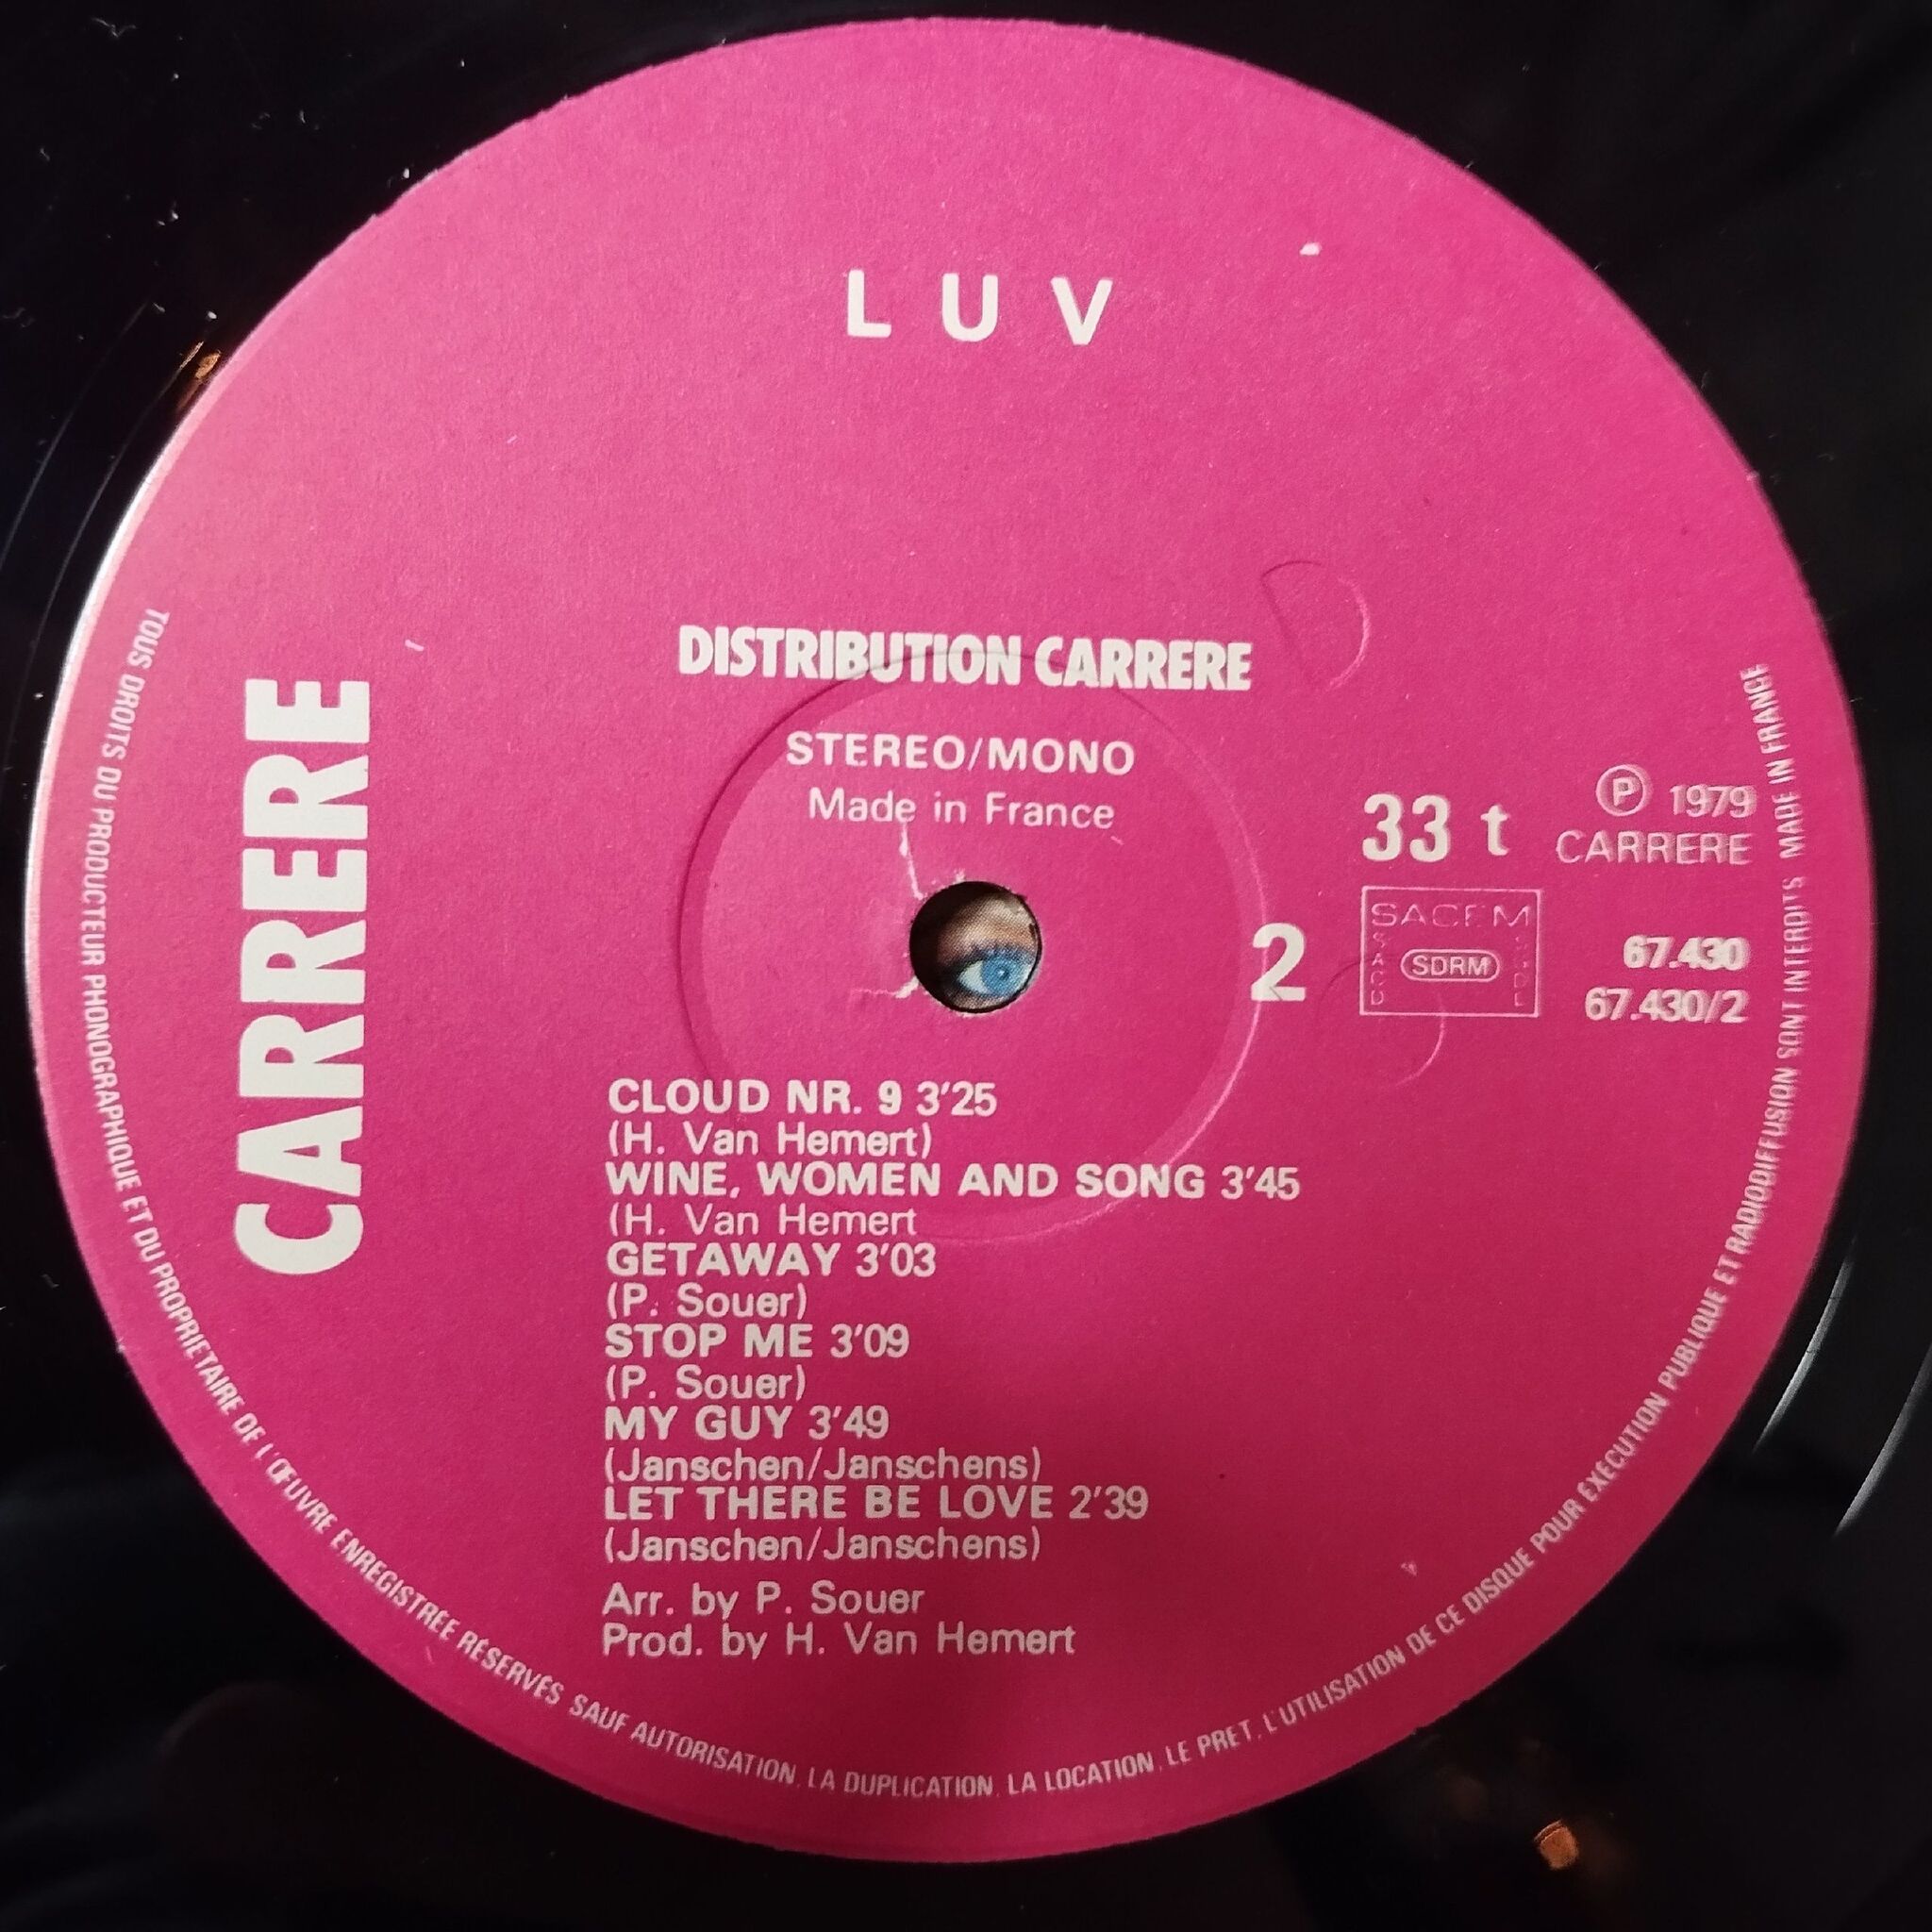 L U V
DISTRIBUTION CARRERE
STEREO/MONO
Made in France
CARRERE
33 t
Ⓟ 1979
CARRERE
2
SACEM
SACD
SDRM
67.430
67.430/2
CLOUD NR. 9 3'25
(H. Van Hemert)
WINE, WOMEN AND SONG 3'45
(H. Van Hemert
GETAWAY 3'03
(P. Souer)
STOP ME 3'09
(P. Souer)
MY GUY 3'49
(Janschen/Janschens)
LET THERE BE LOVE 2'39
(Janschen/Janschens)
Arr. by P. Souer
Prod. by H. Van Hemert
TOUS DROITS DU PRODUCTEUR PHONOGRAPHIQUE ET DU PROPRIETAIRE DE L'ŒUVRE ENREGISTRÉE RÉSERVÉS SAUF AUTORISATION, LA DUPLICATION, LA LOCATION, LE PRET, L'UTILISATION DE CE DISQUE POUR EXECUTION PUBLIQUE ET RADIODIFFUSION SONT INTERDITS MADE IN FRANCE